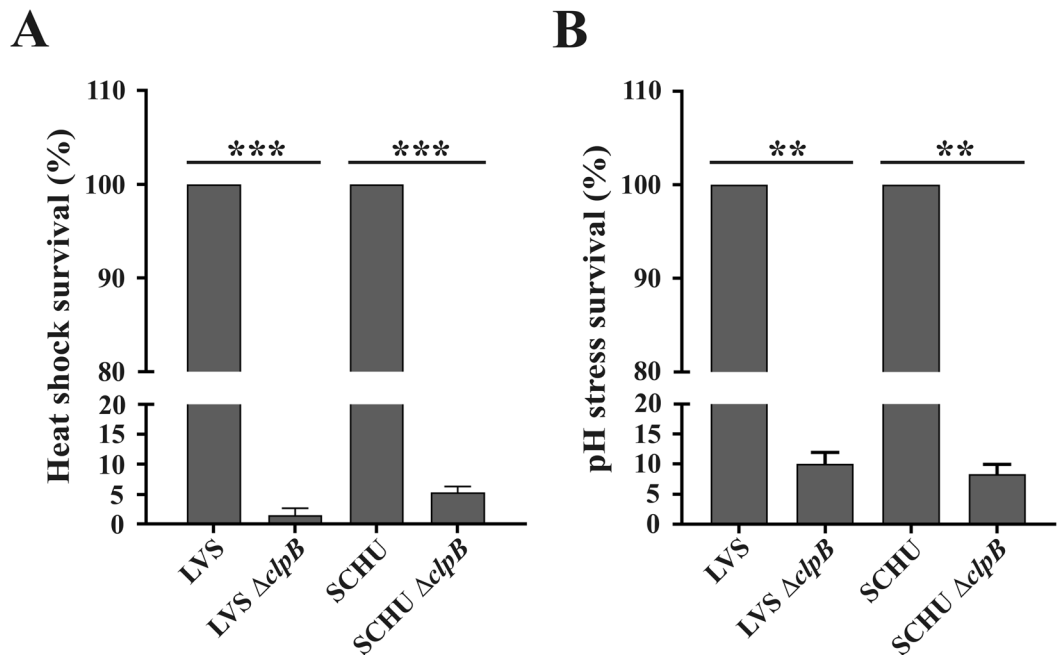 A
Heat shock survival (%)
110
100
90
80
20
15
10
5
0
***
***
LVS
LVS ΔclpB
SCHU
SCHU ΔclpB
B
pH stress survival (%)
110
100
90
80
20
15
10
5
0
**
**
LVS
LVS ΔclpB
SCHU
SCHU ΔclpB